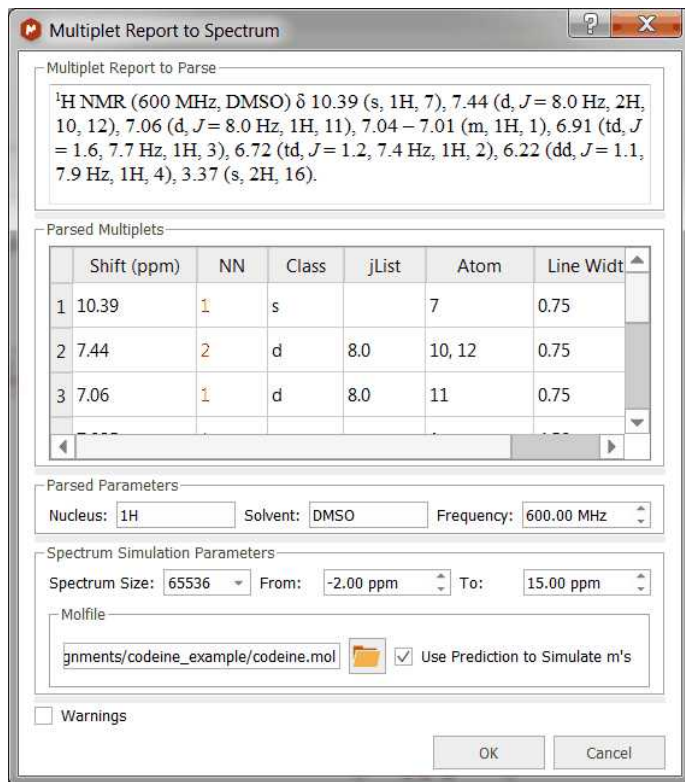 Multiplet Report to Spectrum
Multiplet Report to Parse
¹H NMR (600 MHz, DMSO) δ 10.39 (s, 1H, 7), 7.44 (d, J = 8.0 Hz, 2H,
10, 12), 7.06 (d, J = 8.0 Hz, 1H, 11), 7.04 – 7.01 (m, 1H, 1), 6.91 (td, J
= 1.6, 7.7 Hz, 1H, 3), 6.72 (td, J = 1.2, 7.4 Hz, 1H, 2), 6.22 (dd, J = 1.1,
7.9 Hz, 1H, 4), 3.37 (s, 2H, 16).
Parsed Multiplets
Shift (ppm) NN Class jList Atom Line Widt
1 10.39 1 s 7 0.75
2 7.44 2 d 8.0 10, 12 0.75
3 7.06 1 d 8.0 11 0.75
Parsed Parameters
Nucleus: 1H Solvent: DMSO Frequency: 600.00 MHz
Spectrum Simulation Parameters
Spectrum Size: 65536 From: -2.00 ppm To: 15.00 ppm
Molfile
gnments/codeine_example/codeine.mol Use Prediction to Simulate m's
Warnings
OK Cancel